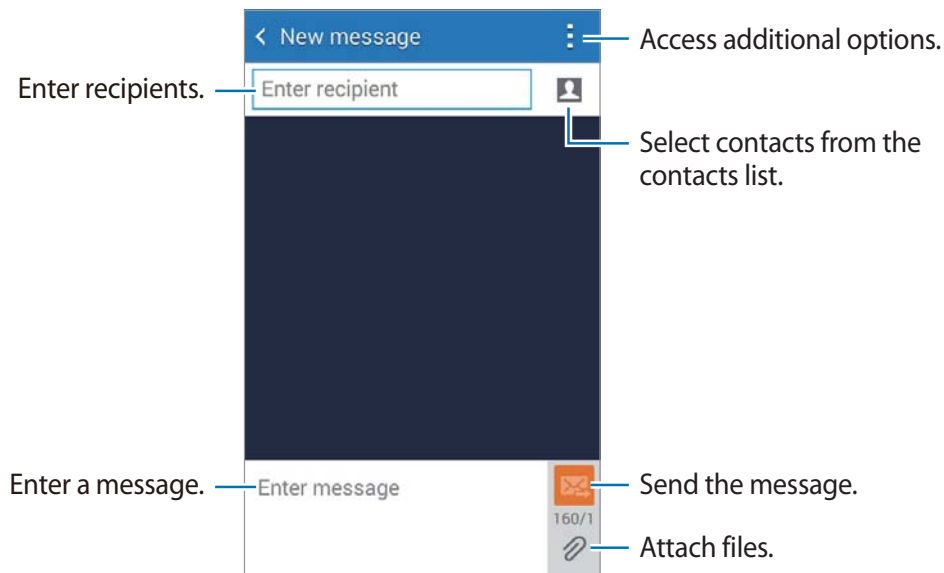 New message
Access additional options.
Enter recipients.
Enter recipient
Select contacts from the
contacts list.
Enter a message.
Enter message
Send the message.
160/1
Attach files.